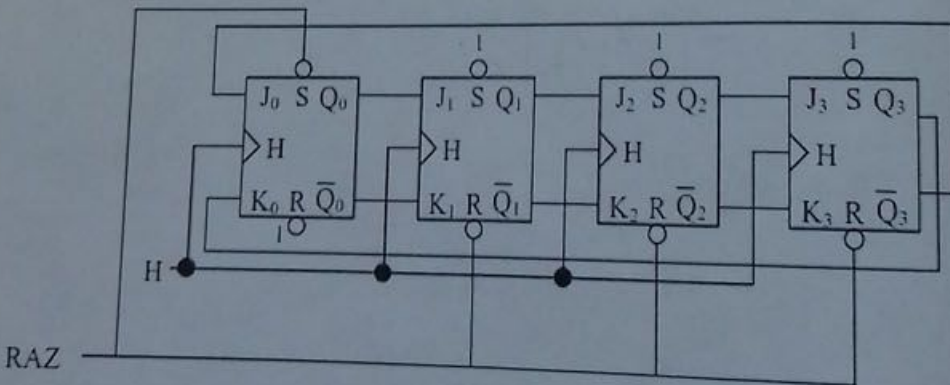 1 1 1
J₀ S Q₀ J₁ S Q₁ J₂ S Q₂ J₃ S Q₃
H H H H
K₀ R Q̅₀ K₁ R Q̅₁ K₂ R Q̅₂ K₃ R Q̅₃
1
H
RAZ